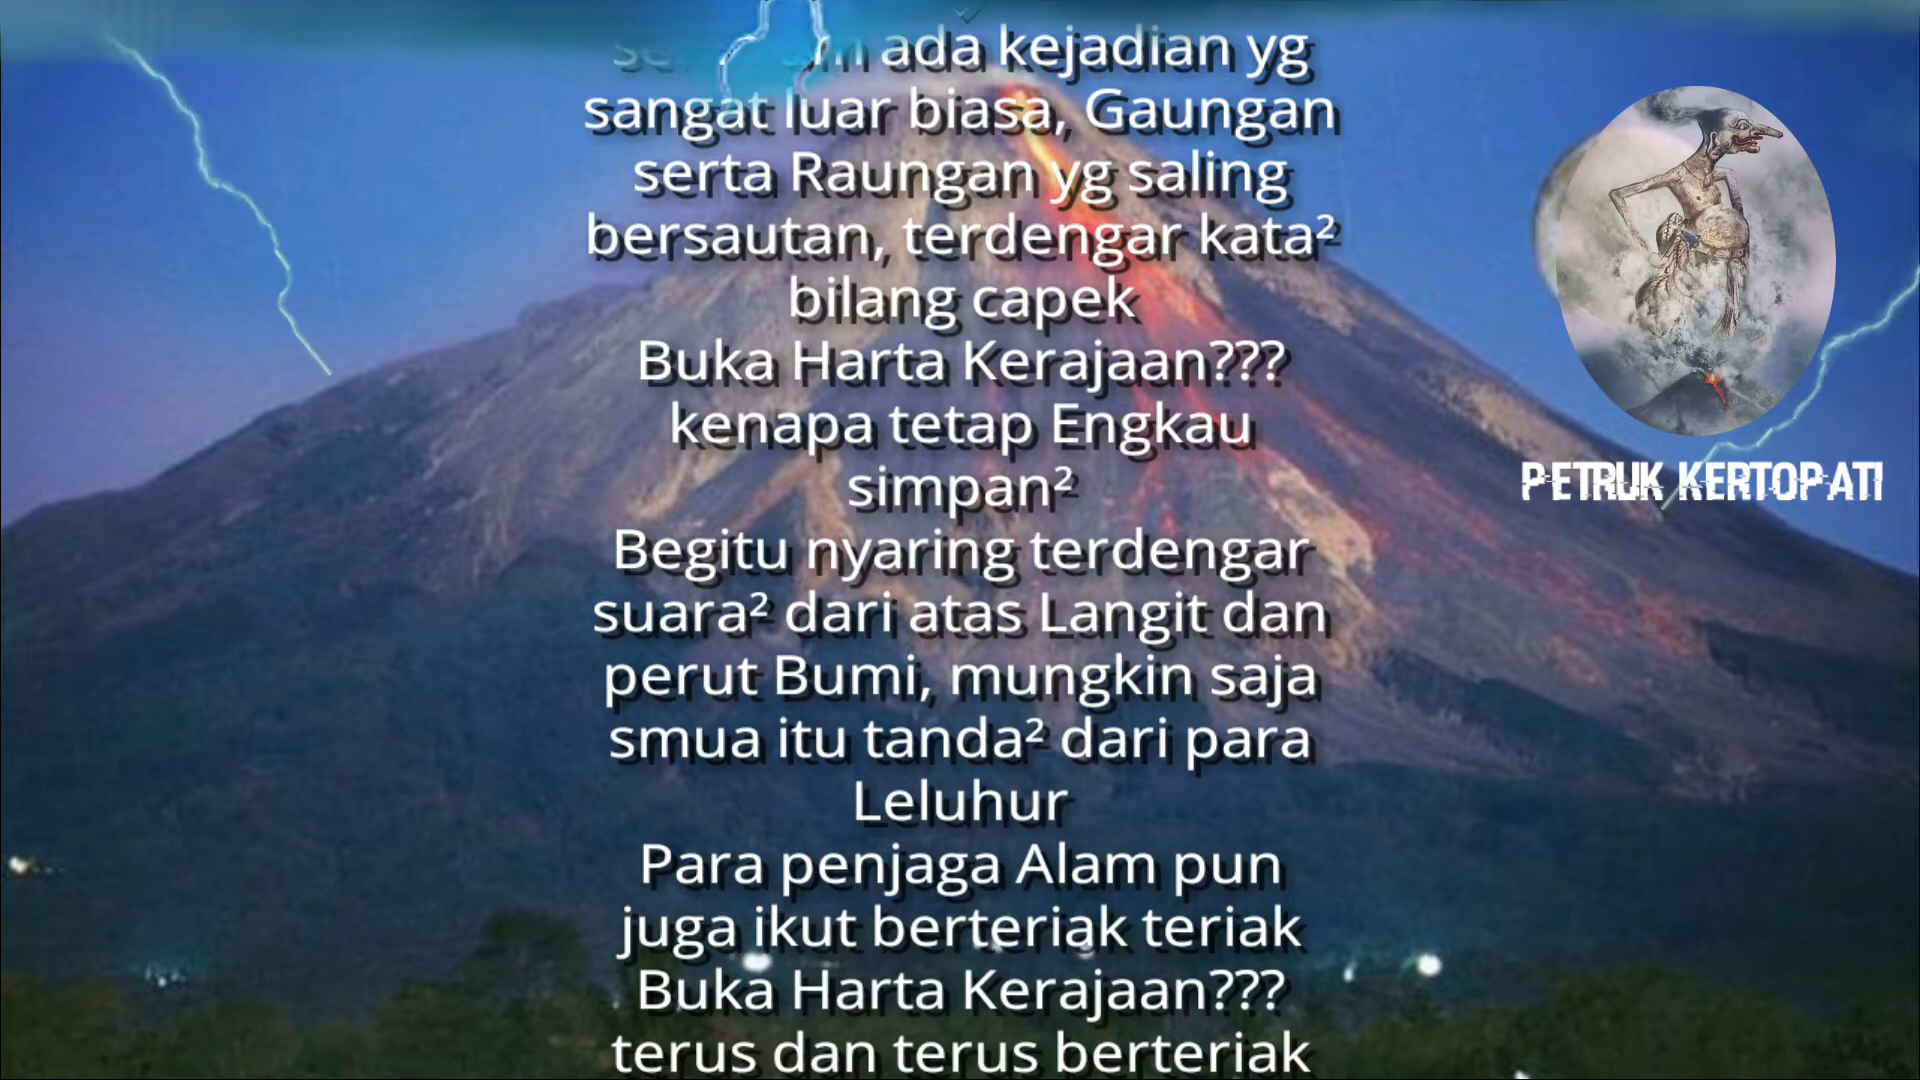 ada kejadian yg
sangat luar biasa, Gaungan
serta Raungan yg saling
bersautan, terdengar kata²
bilang capek
Buka Harta Kerajaan???
kenapa tetap Engkau
simpan²
Begitu nyaring terdengar
suara² dari atas Langit dan
perut Bumi, mungkin saja
smua itu tanda² dari para
Leluhur
Para penjaga Alam pun
juga ikut berteriak teriak
Buka Harta Kerajaan???
terus dan terus berteriak
PETRUK KERTOPATI